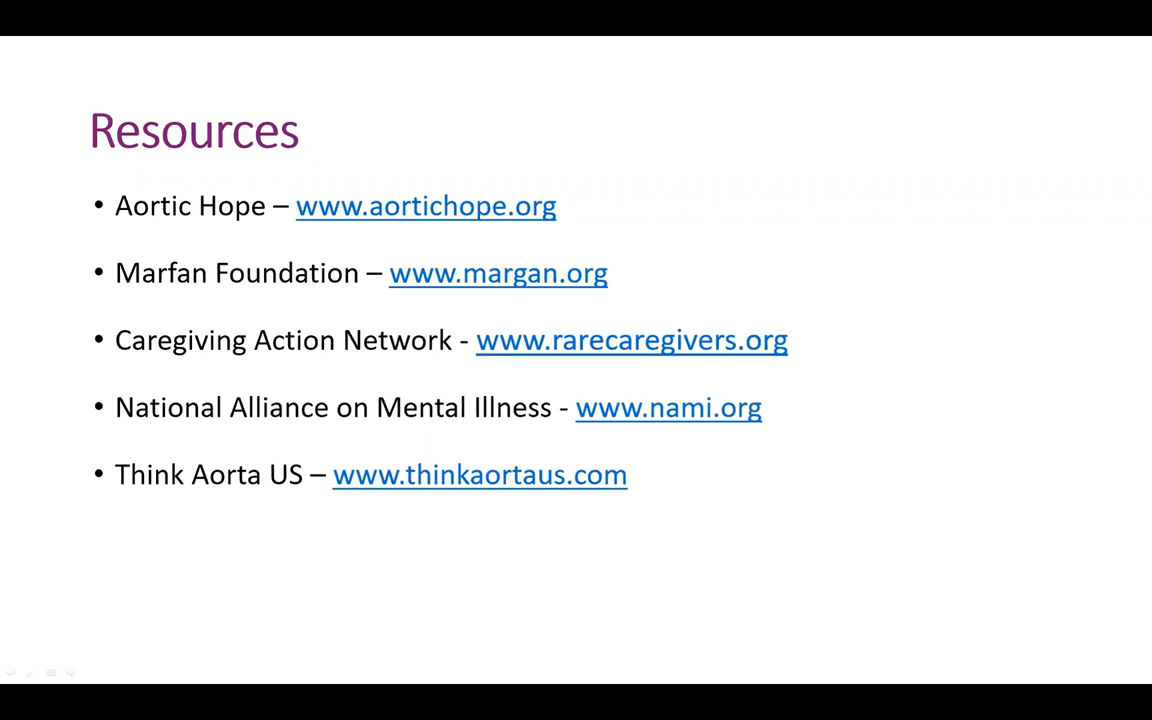 Resources
• Aortic Hope – www.aortichope.org
• Marfan Foundation – www.margan.org
• Caregiving Action Network - www.rarecaregivers.org
• National Alliance on Mental Illness - www.nami.org
• Think Aorta US – www.thinkaortaus.com